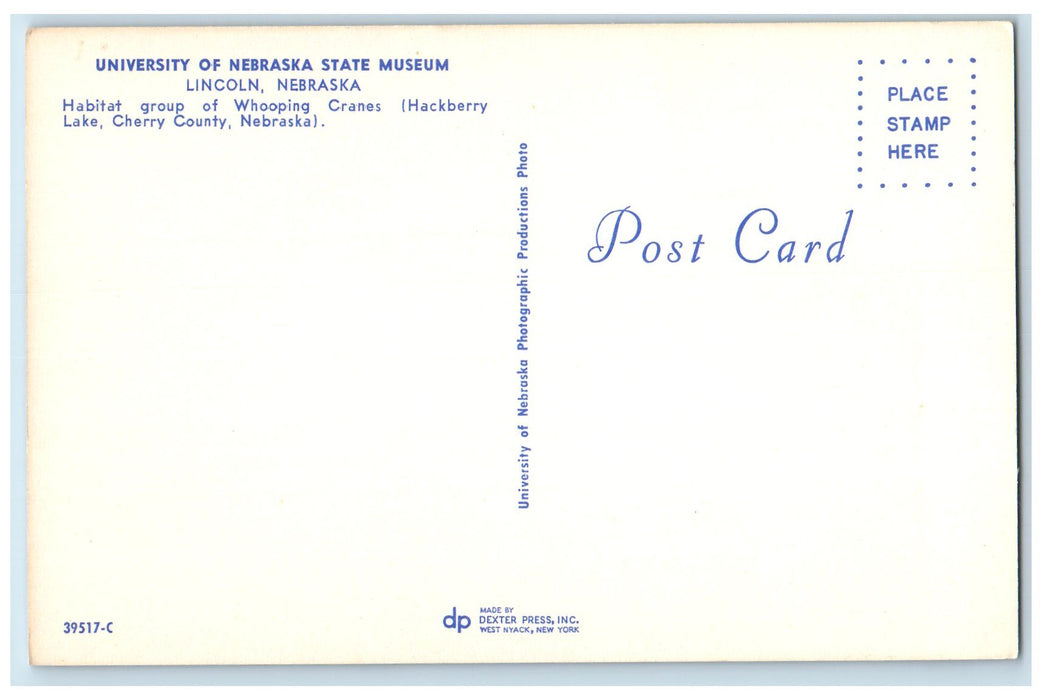 UNIVERSITY OF NEBRASKA STATE MUSEUM
LINCOLN, NEBRASKA
Habitat group of Whooping Cranes (Hackberry
Lake, Cherry County, Nebraska).
University of Nebraska Photographic Productions Photo
PLACE
STAMP
HERE
Post Card
39517-C
dp
MADE BY
DEXTER PRESS, INC.
WEST NYACK, NEW YORK